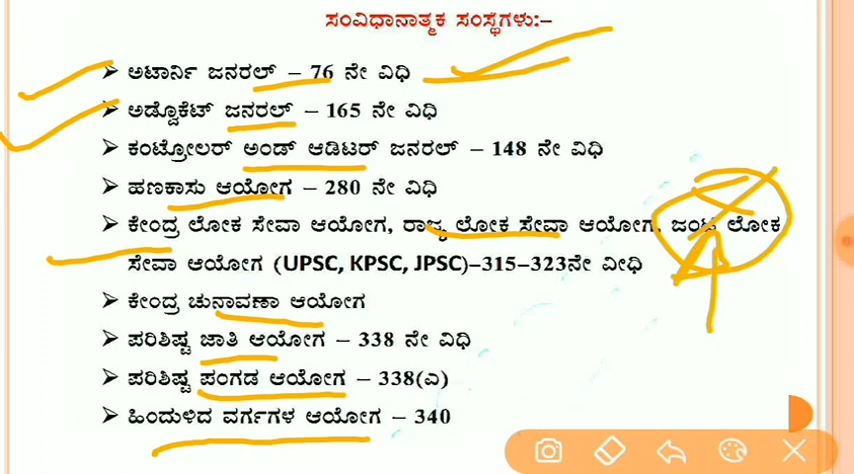 ಸಂವಿಧಾನಾತ್ಮಕ ಸಂಸ್ಥೆಗಳು:–
➢ ಅಟಾರ್ನಿ ಜನರಲ್ – 76 ನೇ ವಿಧಿ
➢ ಅಡ್ವೊಕೆಟ್ ಜನರಲ್ – 165 ನೇ ವಿಧಿ
➢ ಕಂಟ್ರೋಲರ್ ಅಂಡ್ ಆಡಿಟರ್ ಜನರಲ್ – 148 ನೇ ವಿಧಿ
➢ ಹಣಕಾಸು ಆಯೋಗ – 280 ನೇ ವಿಧಿ
➢ ಕೇಂದ್ರ ಲೋಕ ಸೇವಾ ಆಯೋಗ, ರಾಜ್ಯ ಲೋಕ ಸೇವಾ ಆಯೋಗ, ಜಂಟಿ ಲೋಕ
ಸೇವಾ ಆಯೋಗ (UPSC, KPSC, JPSC)–315–323ನೇ ವೀಧಿ
➢ ಕೇಂದ್ರ ಚುನಾವಣಾ ಆಯೋಗ
➢ ಪರಿಶಿಷ್ಟ ಜಾತಿ ಆಯೋಗ – 338 ನೇ ವಿಧಿ
➢ ಪರಿಶಿಷ್ಟ ಪಂಗಡ ಆಯೋಗ – 338(ಎ)
➢ ಹಿಂದುಳಿದ ವರ್ಗಗಳ ಆಯೋಗ – 340